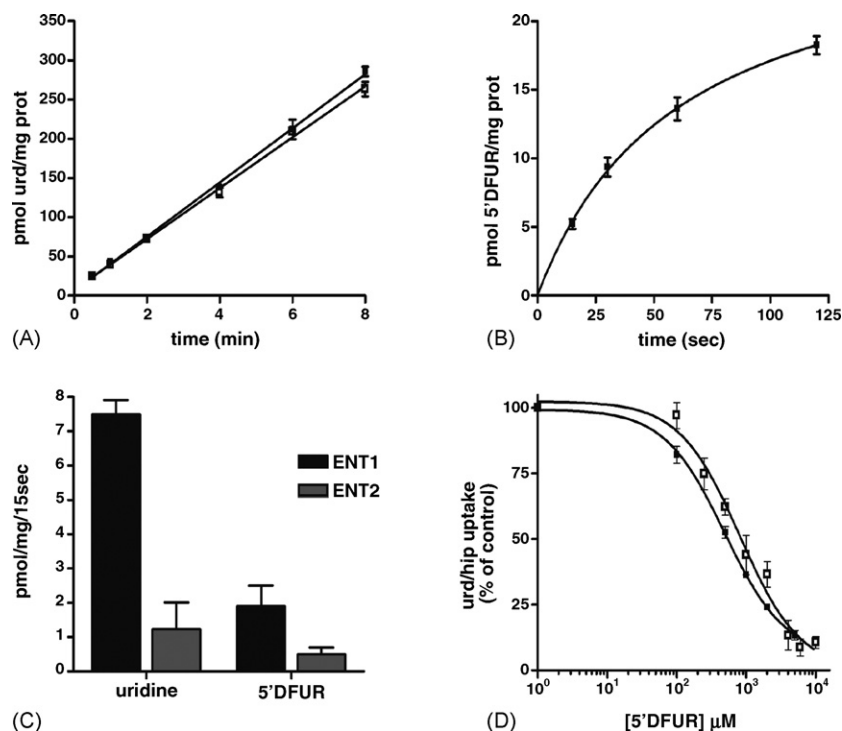 350
300
250
200
150
100
50
0
pmol urd/mg prot
0 2 4 6 8
time (min)
(A)
20
15
10
5
0
pmol 5'DFUR/mg prot
0 25 50 75 100 125
time (sec)
(B)
8
7
6
5
4
3
2
1
0
pmol/mg/15sec
ENT1
ENT2
uridine 5'DFUR
(C)
100
75
50
25
0
urd/hip uptake
(% of control)
10⁰ 10¹ 10² 10³ 10⁴
[5'DFUR] μM
(D)